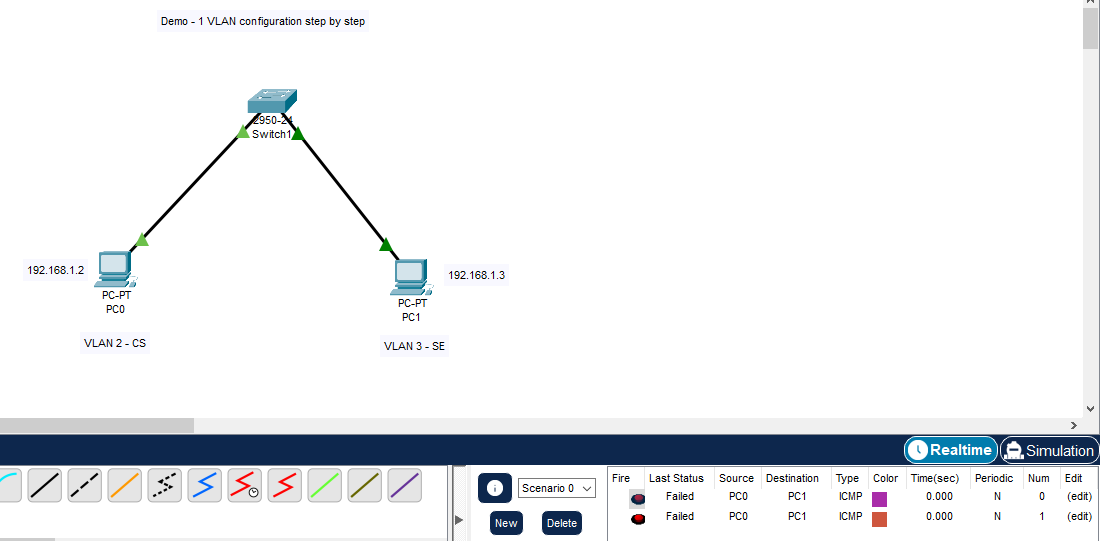 Demo - 1 VLAN configuration step by step
2950-24
Switch1
192.168.1.2
PC-PT
PC0
VLAN 2 - CS
192.168.1.3
PC-PT
PC1
VLAN 3 - SE
Realtime
Simulation
Scenario 0
New
Delete
Fire Last Status Source Destination Type Color Time(sec) Periodic Num Edit
Failed PC0 PC1 ICMP 0.000 N 0 (edit)
Failed PC0 PC1 ICMP 0.000 N 1 (edit)